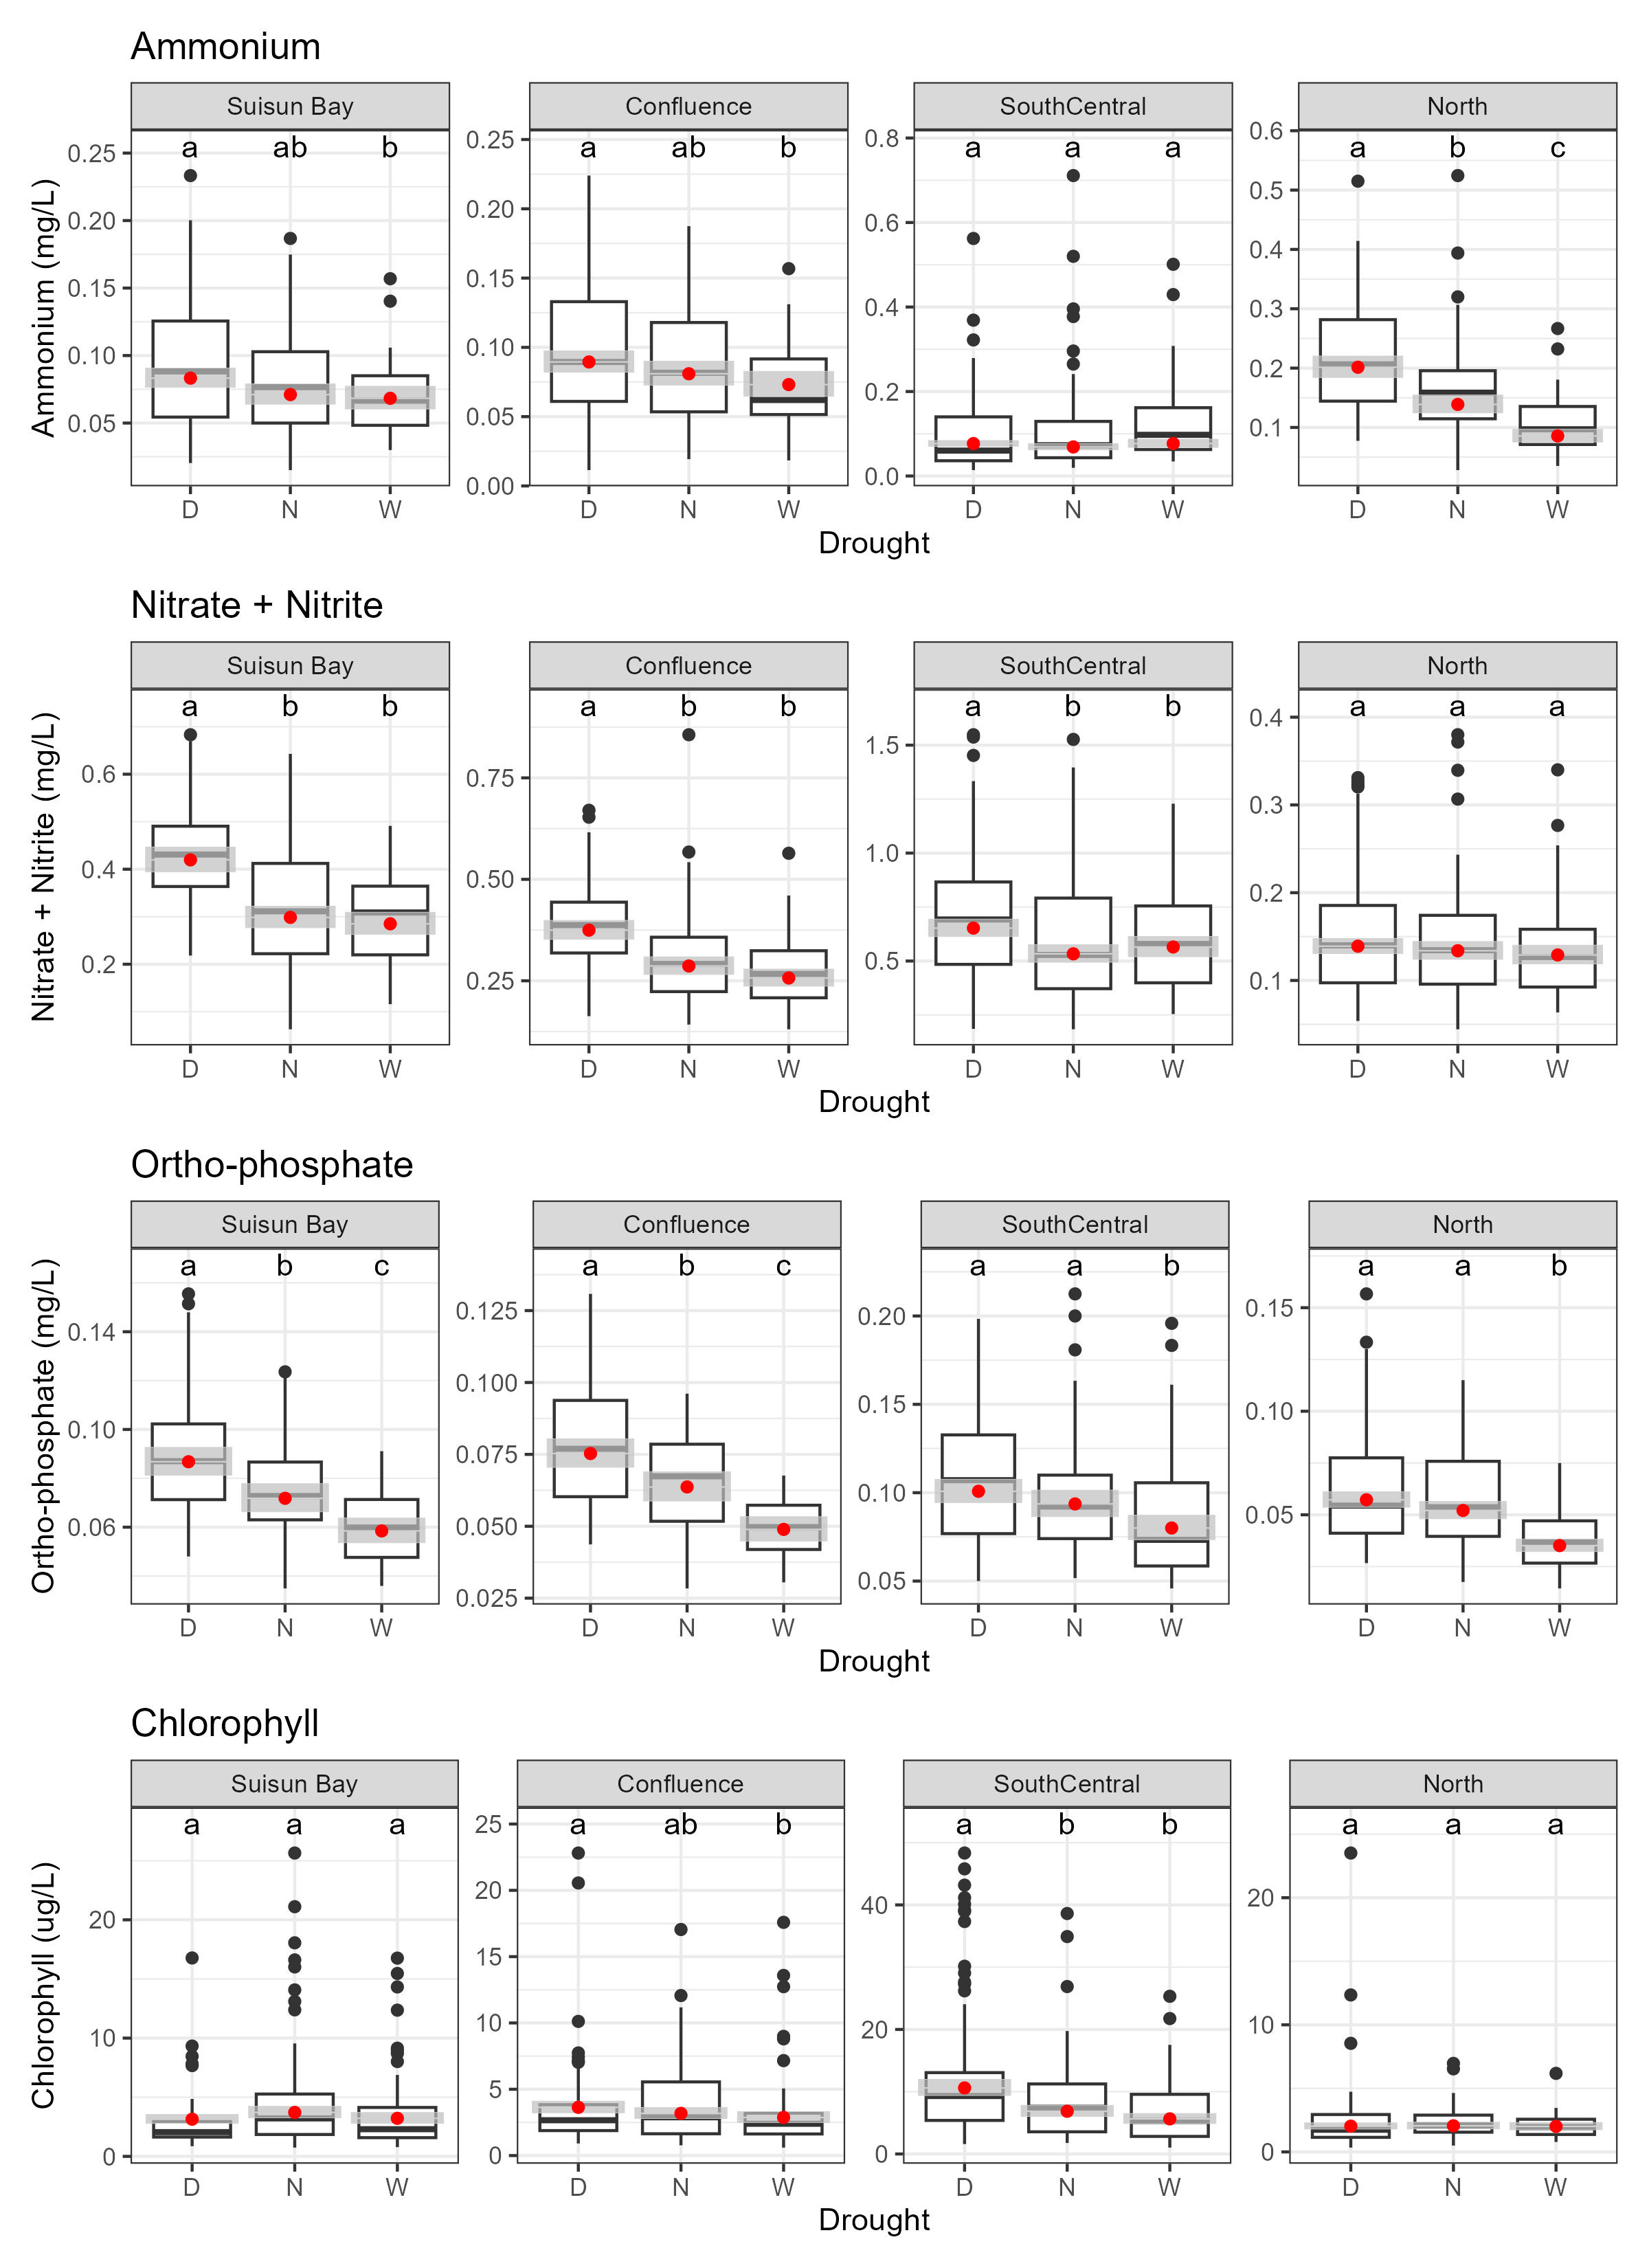 Ammonium
Suisun Bay Confluence SouthCentral North
a ab b a ab b a a a a b c
Ammonium (mg/L)
0.25 0.20 0.15 0.10 0.05
0.25 0.20 0.15 0.10 0.05 0.00
0.8 0.6 0.4 0.2 0.0
0.6 0.5 0.4 0.3 0.2 0.1
D N W D N W D N W D N W
Drought
Nitrate + Nitrite
Suisun Bay Confluence SouthCentral North
a b b a b b a b b a a a
Nitrate + Nitrite (mg/L)
0.6 0.4 0.2
0.75 0.50 0.25
1.5 1.0 0.5
0.4 0.3 0.2 0.1
D N W D N W D N W D N W
Drought
Ortho-phosphate
Suisun Bay Confluence SouthCentral North
a b c a b c a a b a a b
Ortho-phosphate (mg/L)
0.14 0.10 0.06
0.125 0.100 0.075 0.050 0.025
0.20 0.15 0.10 0.05
0.15 0.10 0.05
D N W D N W D N W D N W
Drought
Chlorophyll
Suisun Bay Confluence SouthCentral North
a a a a ab b a b b a a a
Chlorophyll (ug/L)
20 10 0
25 20 15 10 5 0
40 20 0
20 10 0
D N W D N W D N W D N W
Drought